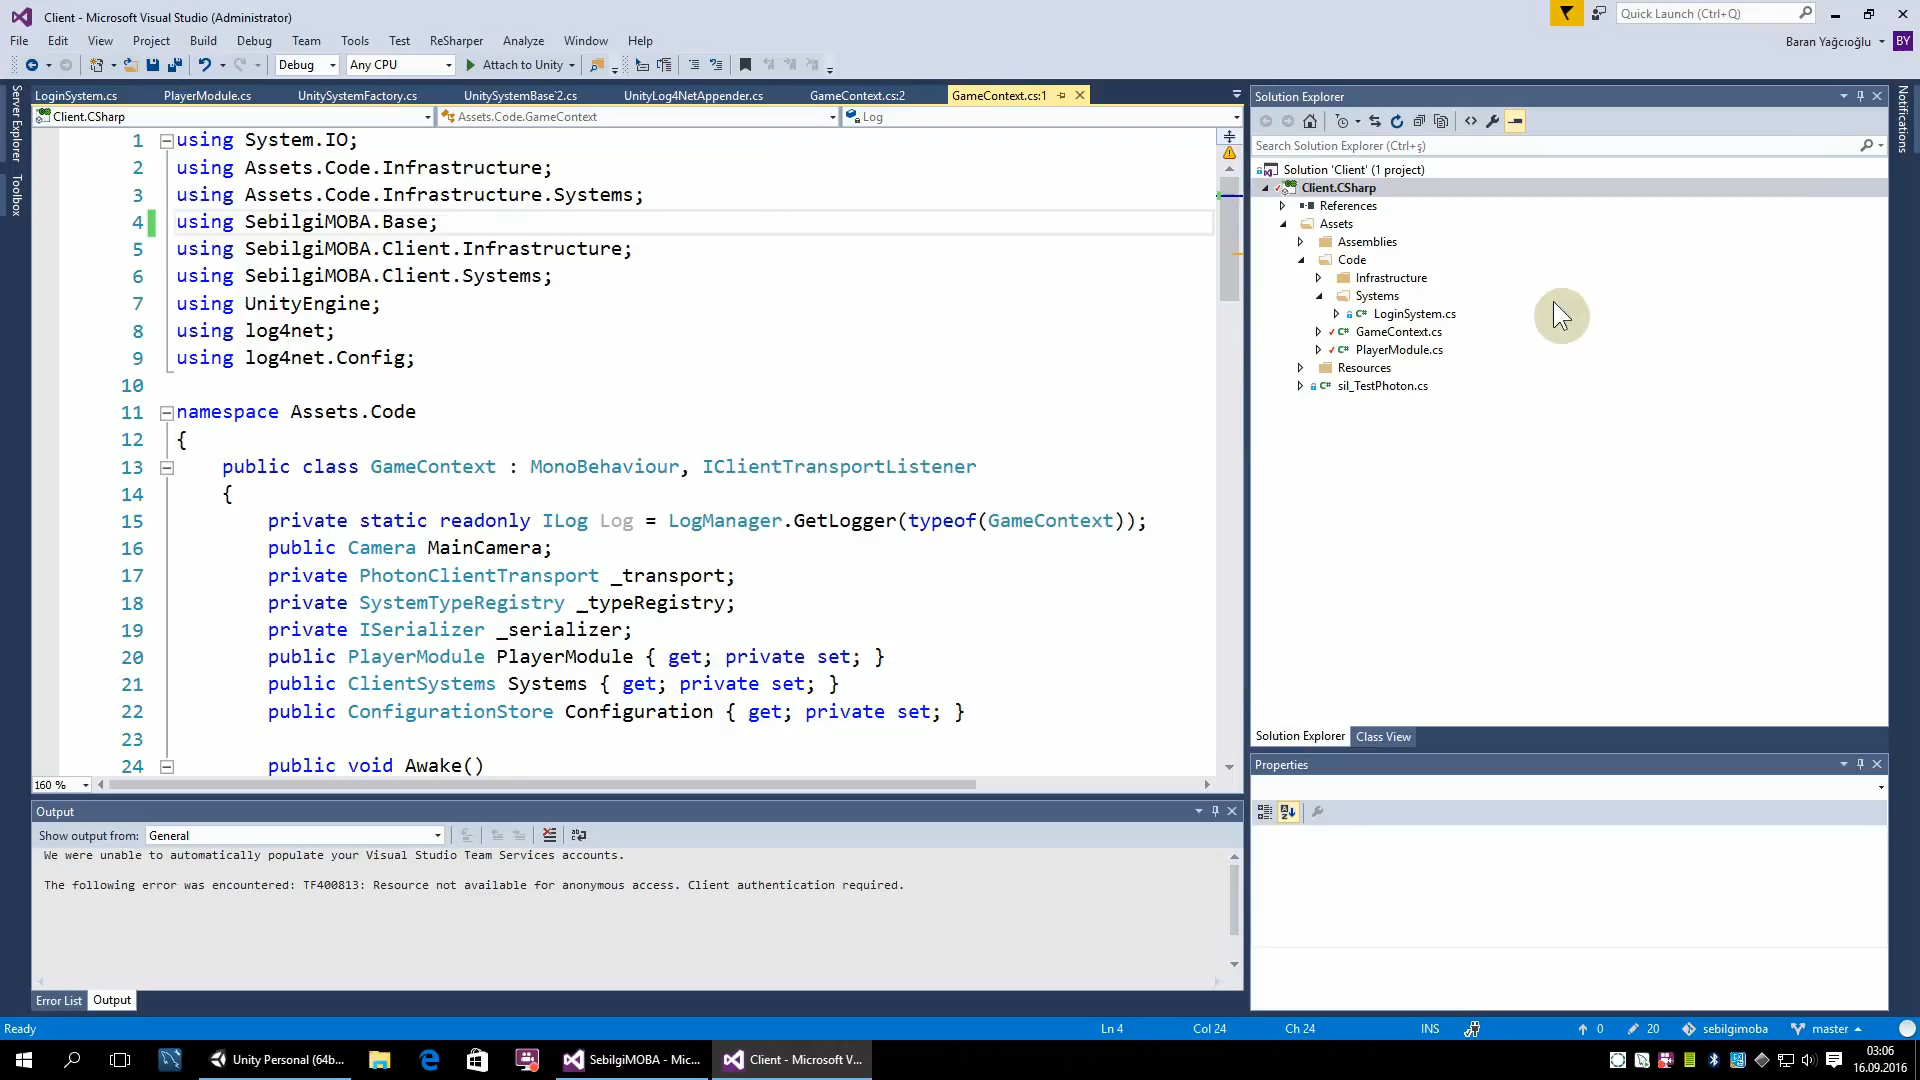 Client - Microsoft Visual Studio (Administrator)
Quick Launch (Ctrl+Q)
File Edit View Project Build Debug Team Tools Test ReSharper Analyze Window Help
Baran Yağcıoğlu BY
Debug Any CPU Attach to Unity
Server Explorer
Toolbox
Notifications
LoginSystem.cs PlayerModule.cs UnitySystemFactory.cs UnitySystemBase`2.cs UnityLog4NetAppender.cs GameContext.cs:2 GameContext.cs:1
Client.CSharp Assets.Code.GameContext Log
1 using System.IO;
2 using Assets.Code.Infrastructure;
3 using Assets.Code.Infrastructure.Systems;
4 using SebilgiMOBA.Base;
5 using SebilgiMOBA.Client.Infrastructure;
6 using SebilgiMOBA.Client.Systems;
7 using UnityEngine;
8 using log4net;
9 using log4net.Config;
10
11 namespace Assets.Code
12 {
13 public class GameContext : MonoBehaviour, IClientTransportListener
14 {
15 private static readonly ILog Log = LogManager.GetLogger(typeof(GameContext));
16 public Camera MainCamera;
17 private PhotonClientTransport _transport;
18 private SystemTypeRegistry _typeRegistry;
19 private ISerializer _serializer;
20 public PlayerModule PlayerModule { get; private set; }
21 public ClientSystems Systems { get; private set; }
22 public ConfigurationStore Configuration { get; private set; }
23
24 public void Awake()
160 %
Output
Show output from: General
We were unable to automatically populate your Visual Studio Team Services accounts.
The following error was encountered: TF400813: Resource not available for anonymous access. Client authentication required.
Error List Output
Solution Explorer
Search Solution Explorer (Ctrl+ş)
Solution 'Client' (1 project)
Client.CSharp
References
Assets
Assemblies
Code
Infrastructure
Systems
LoginSystem.cs
GameContext.cs
PlayerModule.cs
Resources
sil_TestPhoton.cs
Solution Explorer Class View
Properties
Ready Ln 4 Col 24 Ch 24 INS 0 20 sebilgimoba master
Unity Personal (64b... SebilgiMOBA - Mic... Client - Microsoft V...
03:06
16.09.2016